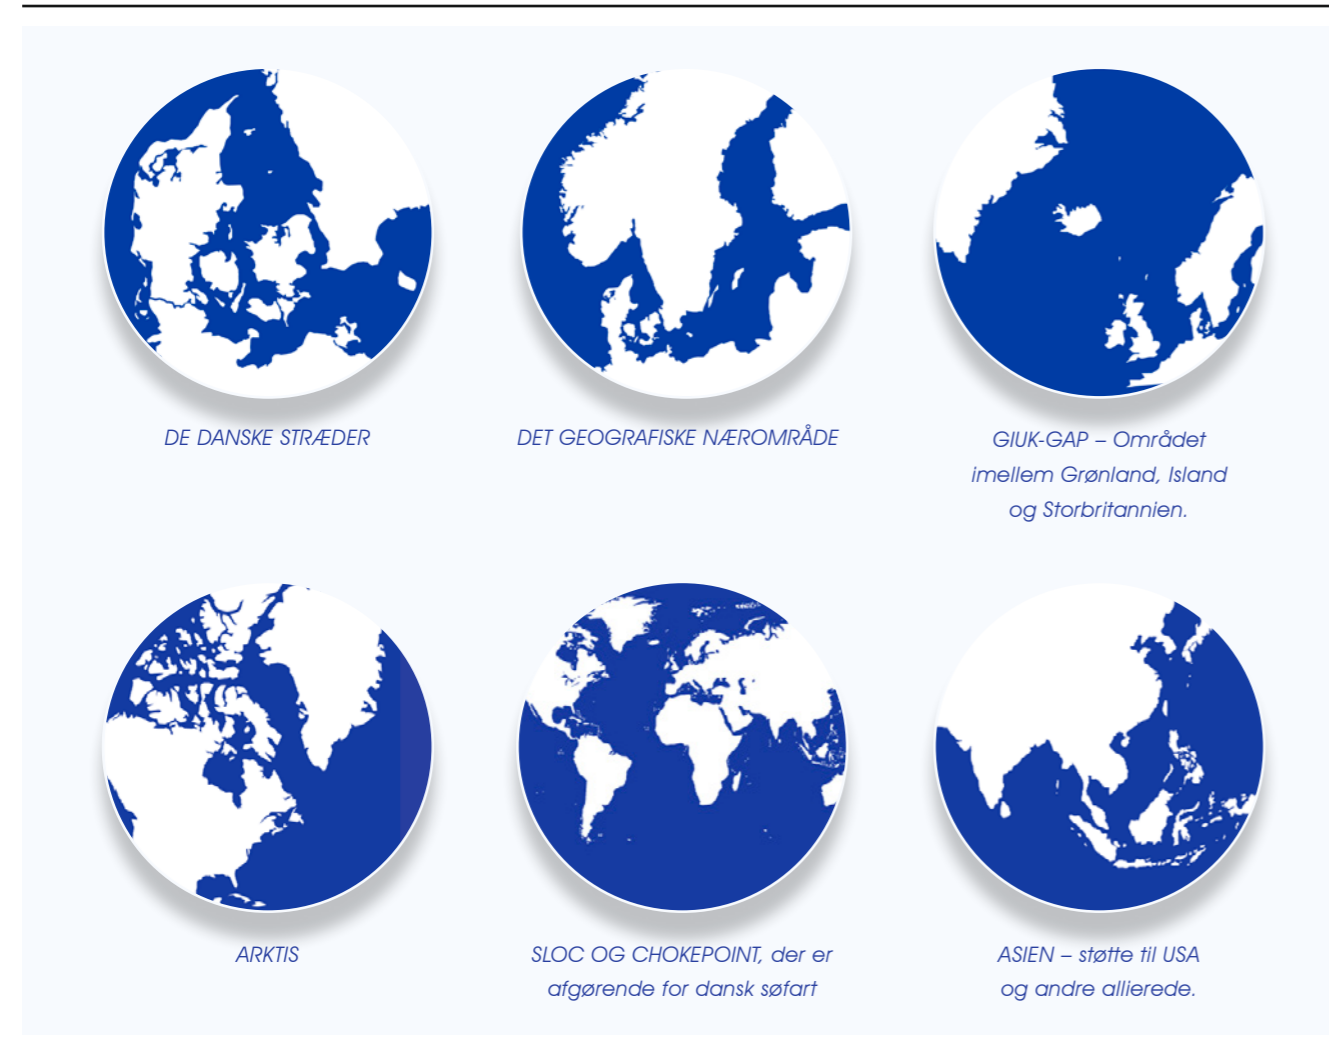 DE DANSKE STRÆDER
DET GEOGRAFISKE NÆROMRÅDE
GIUK-GAP – Området
imellem Grønland, Island
og Storbritannien.
ARKTIS
SLOC OG CHOKEPOINT, der er
afgørende for dansk søfart
ASIEN – støtte til USA
og andre allierede.